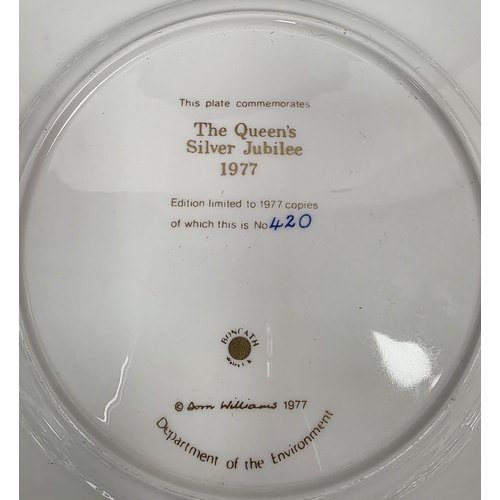 This plate commemorates
The Queen's
Silver Jubilee
1977
Edition limited to 1977 copies
of which this is No 420
BONCATH
Wales U.K
© Dorn Williams 1977
Department of the Environment